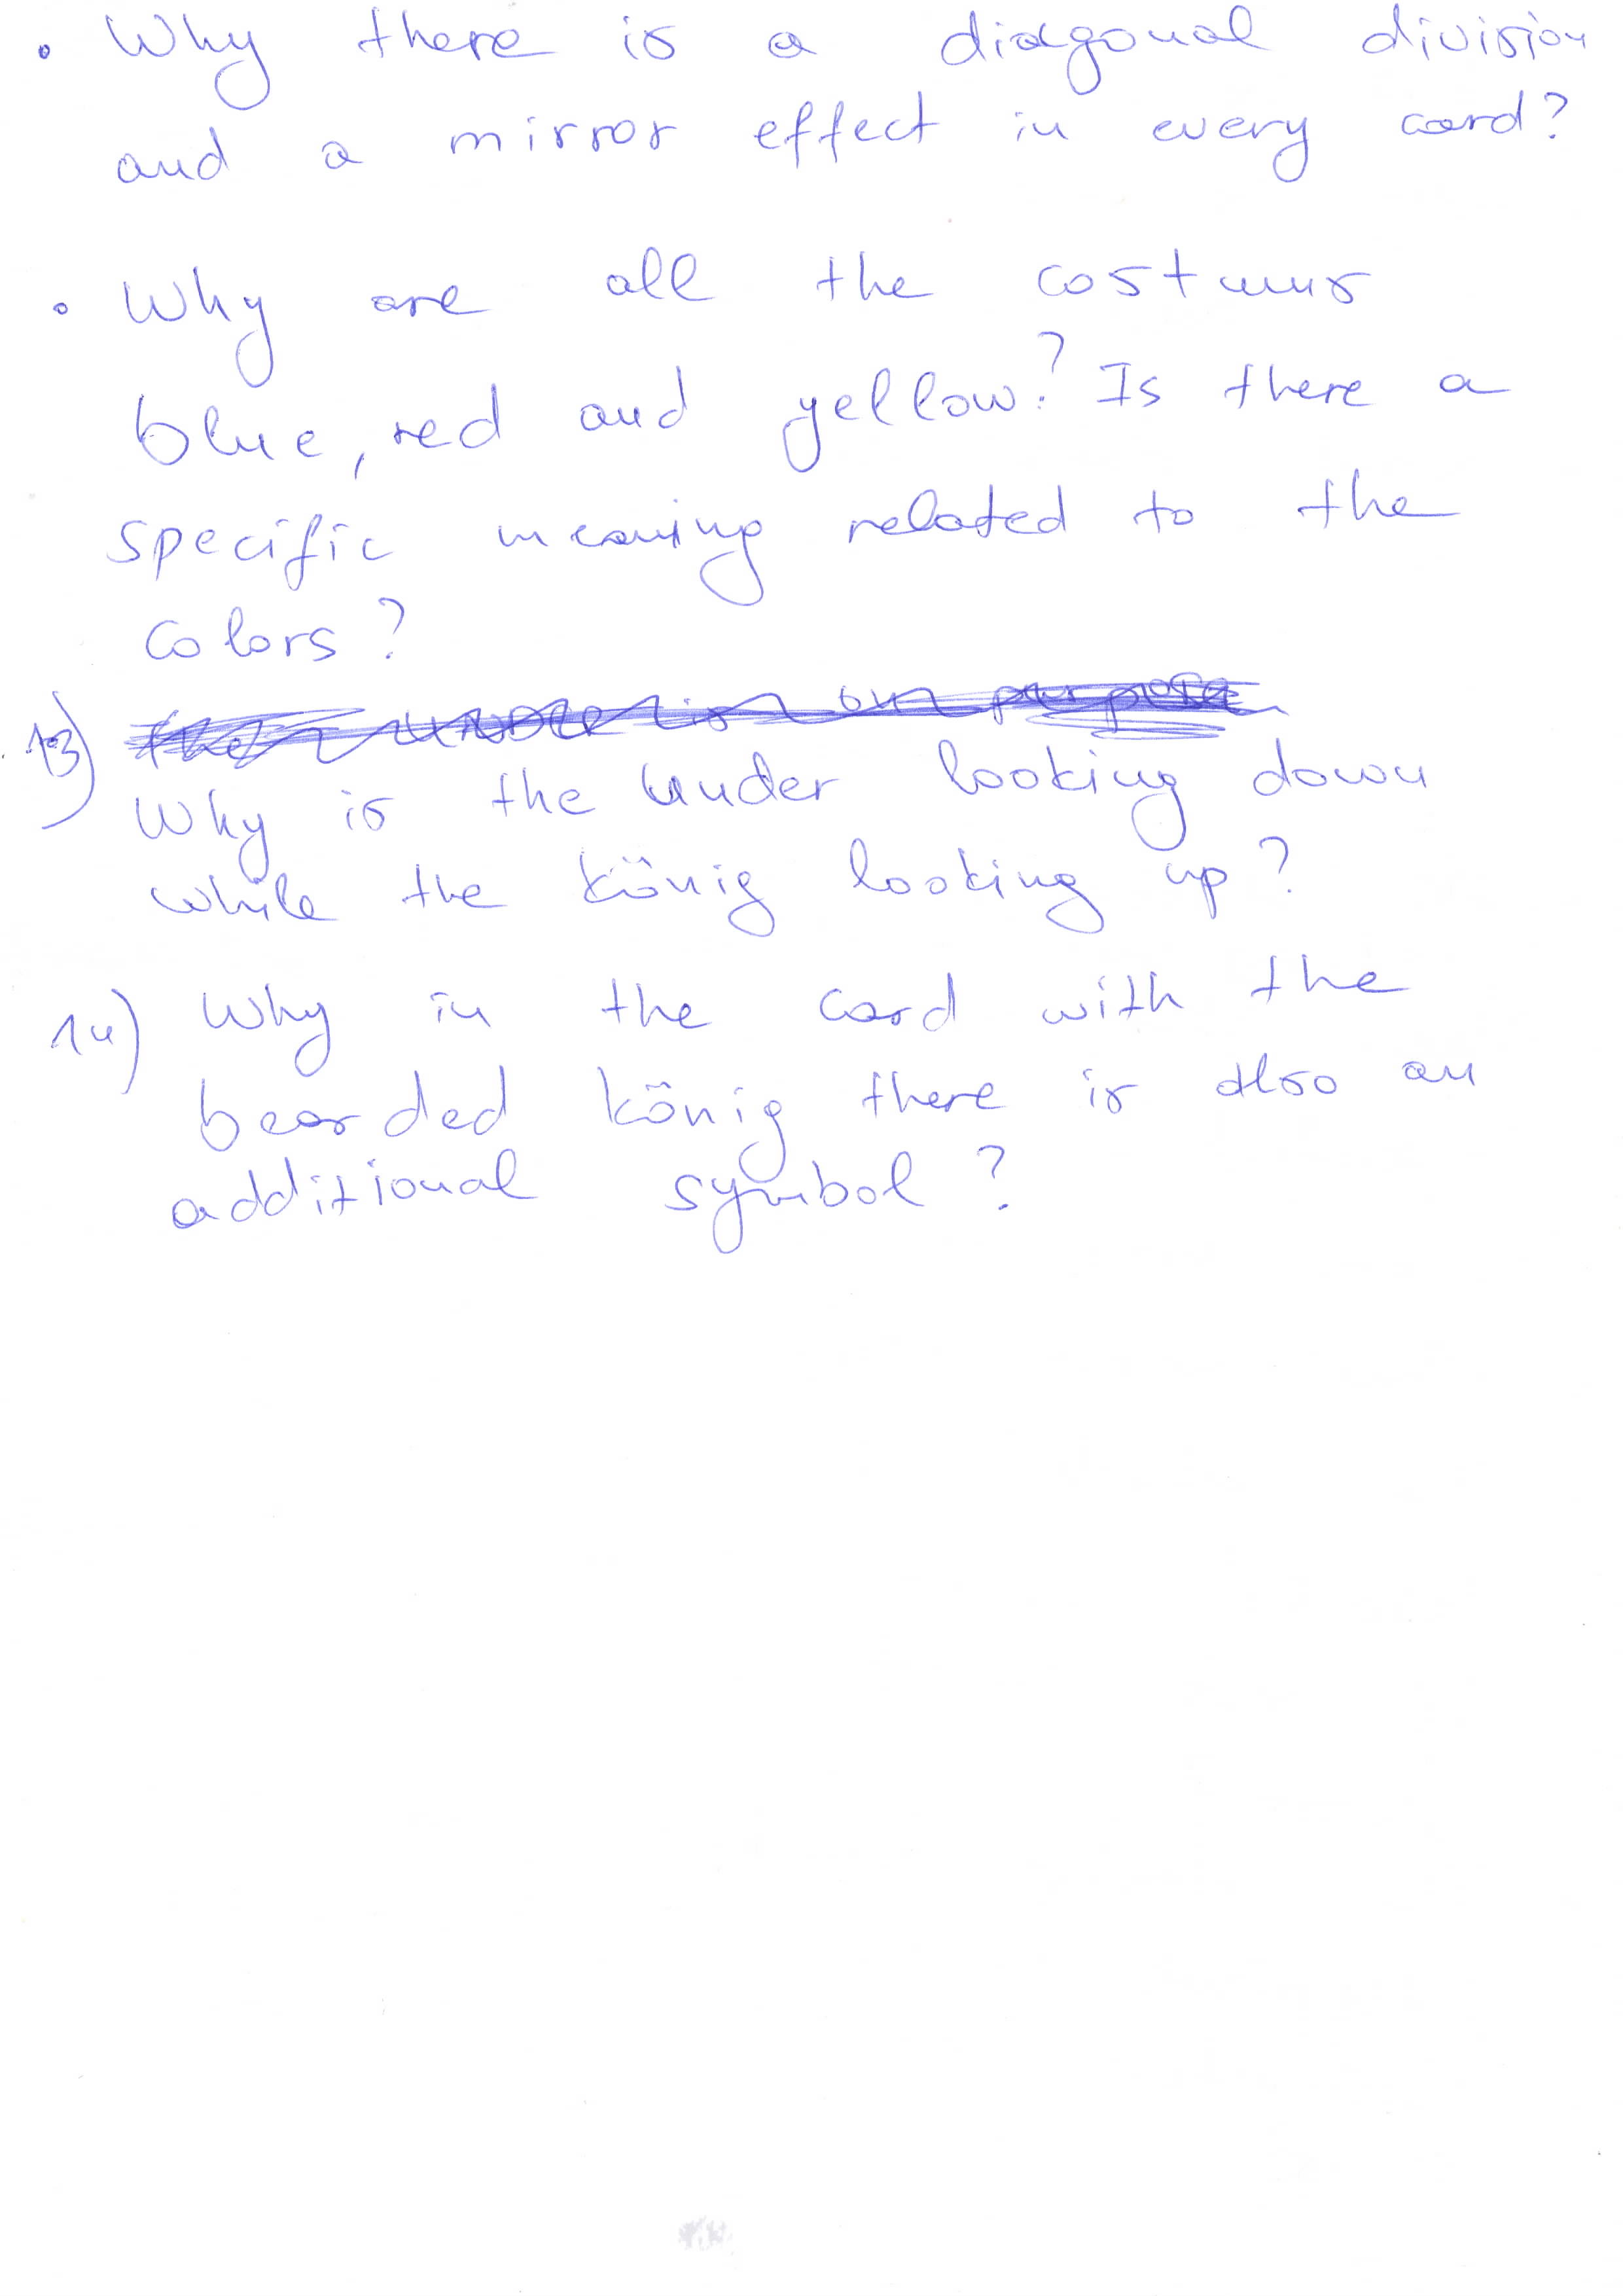 • Why there is a diagonal division
and a mirror effect in every card?
• Why are all the costums
blue, red and yellow? Is there a
specific meaning related to the
colors?
13)
Why is the Under looking down
while the könig looking up?
14) Why in the card with the
bearded könig there is also an
additional symbol?